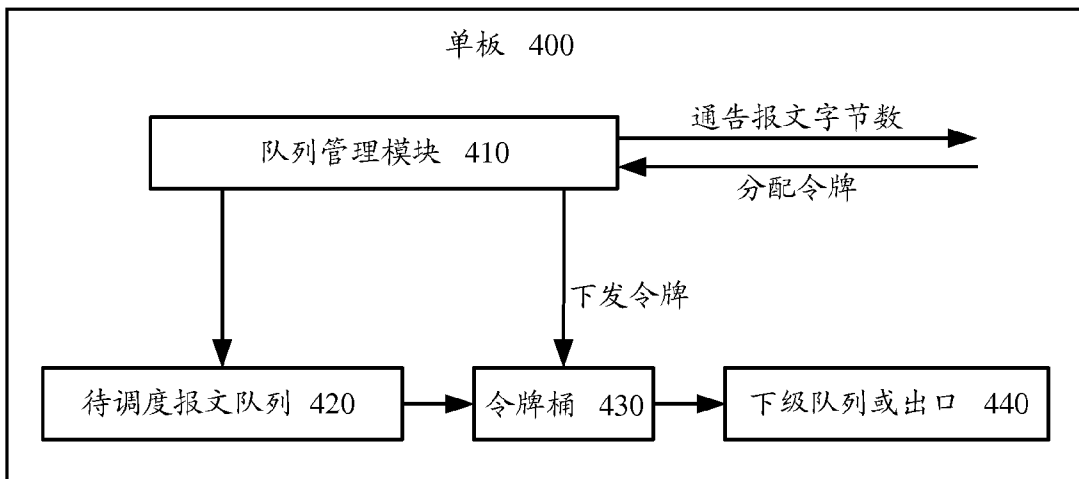 单板 400
通告报文字节数
队列管理模块 410
分配令牌
下发令牌
待调度报文队列 420
令牌桶 430
下级队列或出口 440